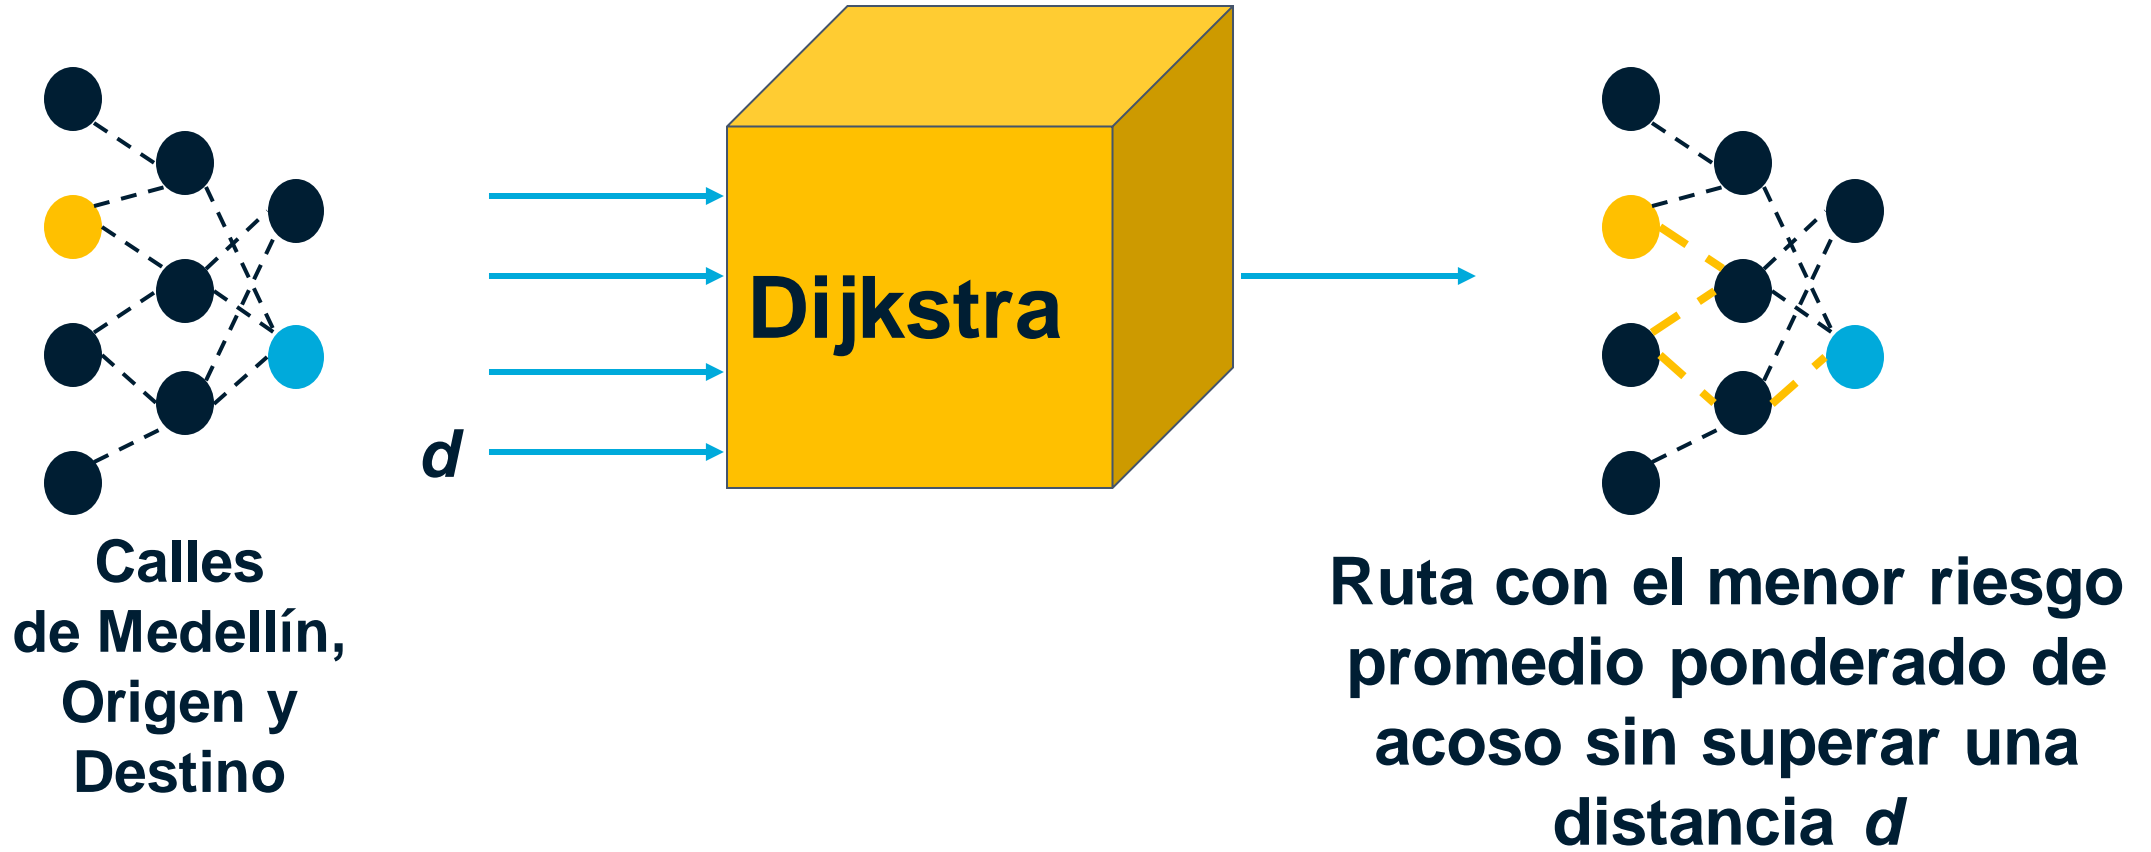 Dijkstra
d
Calles
de Medellín,
Origen y
Destino
Ruta con el menor riesgo
promedio ponderado de
acoso sin superar una
distancia d